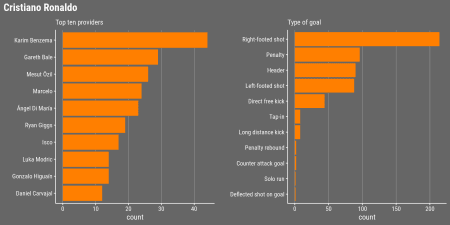 Cristiano Ronaldo
Top ten providers
Karim Benzema
Gareth Bale
Mesut Özil
Marcelo
Ángel Di María
Ryan Giggs
Isco
Luka Modric
Gonzalo Higuaín
Daniel Carvajal
0 10 20 30 40
count
Type of goal
Right-footed shot
Penalty
Header
Left-footed shot
Direct free kick
Tap-in
Long distance kick
Penalty rebound
Counter attack goal
Solo run
Deflected shot on goal
0 50 100 150 200
count